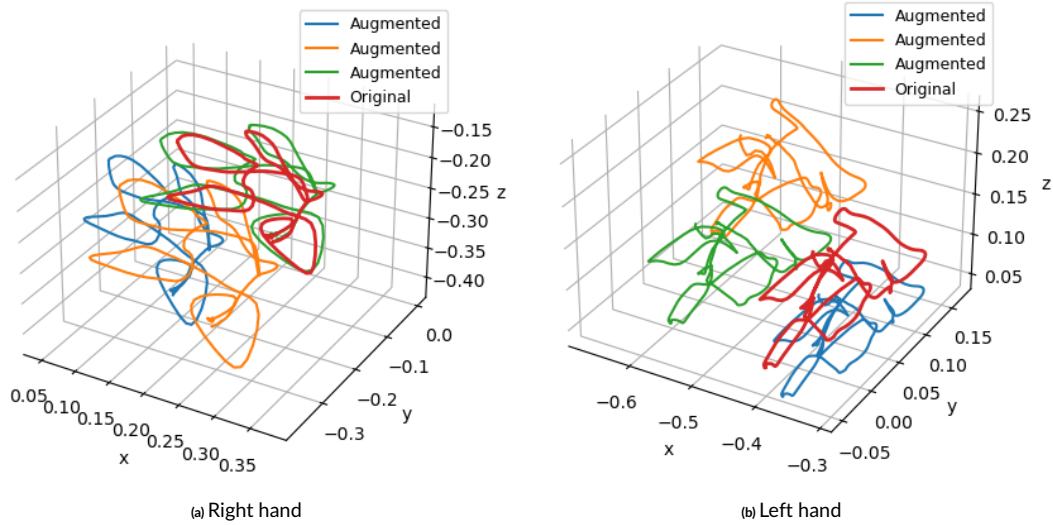 Augmented
Augmented
Augmented
Original
−0.15
−0.20
−0.25
−0.30
−0.35
−0.40
z
0.0
−0.1
−0.2
−0.3
y
0.05
0.10
0.15
0.20
0.25
0.30
0.35
x
(a) Right hand
Augmented
Augmented
Augmented
Original
0.25
0.20
0.15
0.10
0.05
z
0.15
0.10
0.05
0.00
−0.05
y
−0.6
−0.5
−0.4
−0.3
x
(b) Left hand